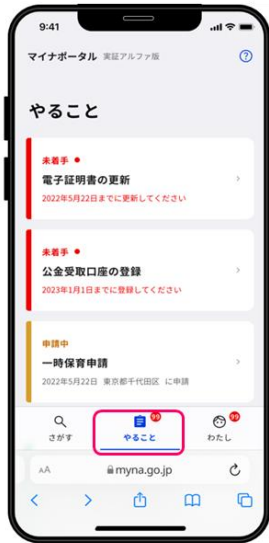 9:41
マイナポータル 実証アルファ版
やること
未着手
電子証明書の更新
2022年5月22日までに更新してください
未着手
公金受取口座の登録
2023年1月1日までに登録してください
申請中
一時保育申請
2022年5月22日 東京都千代田区 に申請
99 99
さがす やること わたし
AA myna.go.jp